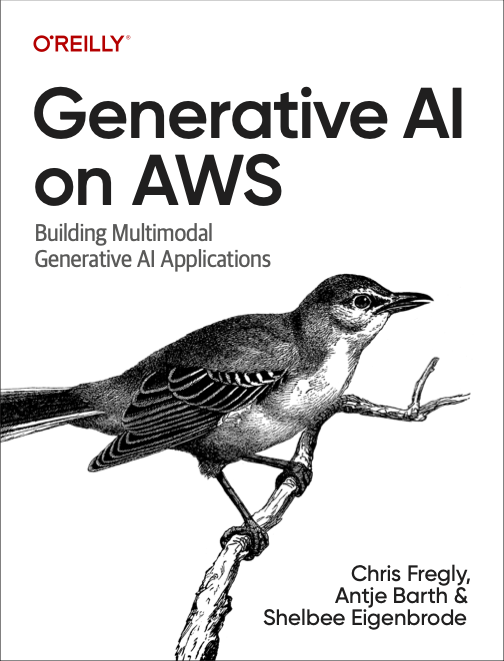 O'REILLY®
Generative AI
on AWS
Building Multimodal
Generative AI Applications
Chris Fregly,
Antje Barth &
Shelbee Eigenbrode